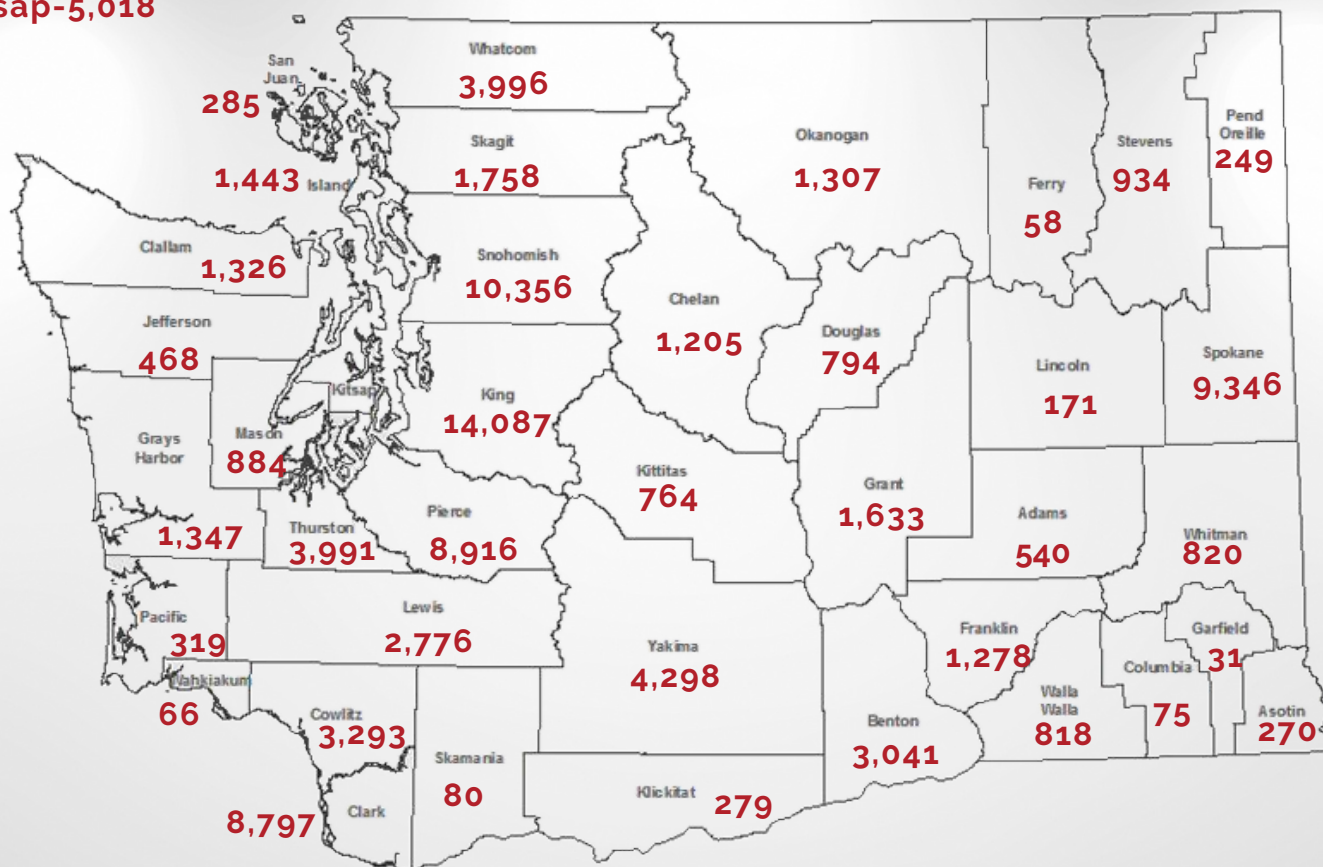 sap-5,018
Whatcom
3,996
San
Juan
285
Skagit
1,758
1,443 Island
Okanogan
1,307
Ferry
58
Stevens
934
Pend
Oreille
249
Clallam
1,326
Snohomish
10,356
Chelan
1,205
Jefferson
468
Douglas
794
Lincoln
171
Spokane
9,346
Kitsap
King
14,087
Grays
Harbor
1,347
Mason
884
Kittitas
764
Grant
1,633
Adams
540
Whitman
820
Thurston
3,991
Pierce
8,916
Pacific
319
Lewis
2,776
Yakima
4,298
Franklin
1,278
Garfield
31
Columbia
75
Walla
Walla
818
Asotin
270
Wahkiakum
66
Cowlitz
3,293
Skamania
80
Benton
3,041
Klickitat 279
8,797 Clark